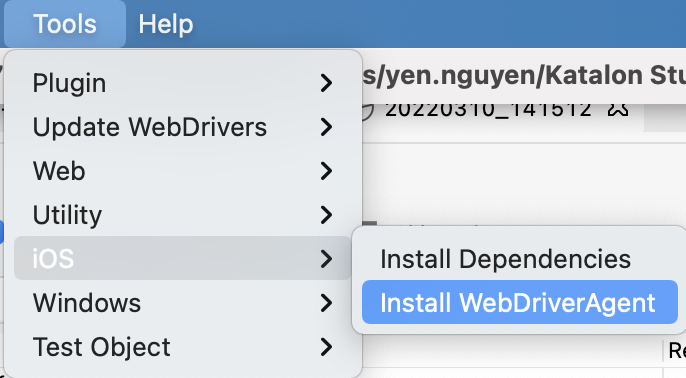 Tools Help
Plugin
s/yen.nguyen/Katalon Stu
Update WebDrivers
20220310_141512
Web
Utility
iOS
Install Dependencies
Windows
Install WebDriverAgent
Test Object
Re